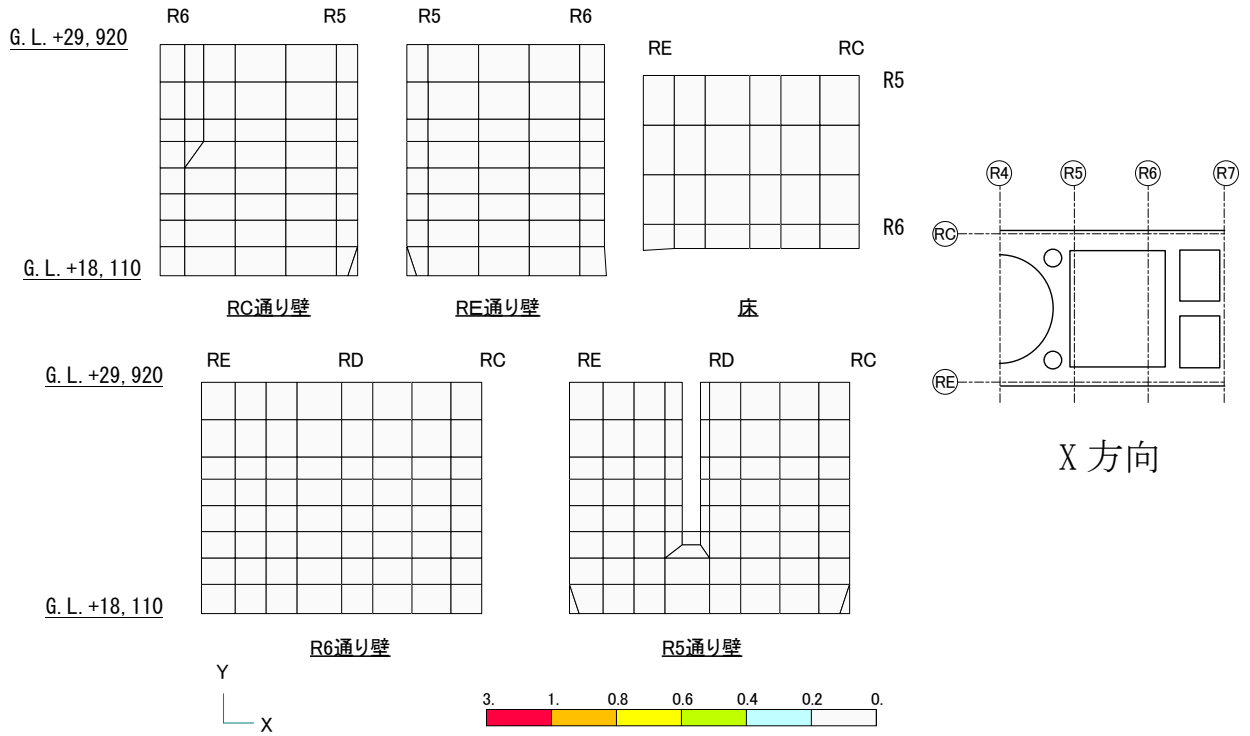 R6 R5 R5 R6
G.L.+29,920
RE RC
R5
R6
G.L.+18,110
RC通り壁 RE通り壁 床
R4 R5 R6 R7
RC
RE
X 方向
RE RD RC RE RD RC
G.L.+29,920
G.L.+18,110
R6通り壁 R5通り壁
Y
X
3. 1. 0.8 0.6 0.4 0.2 0.